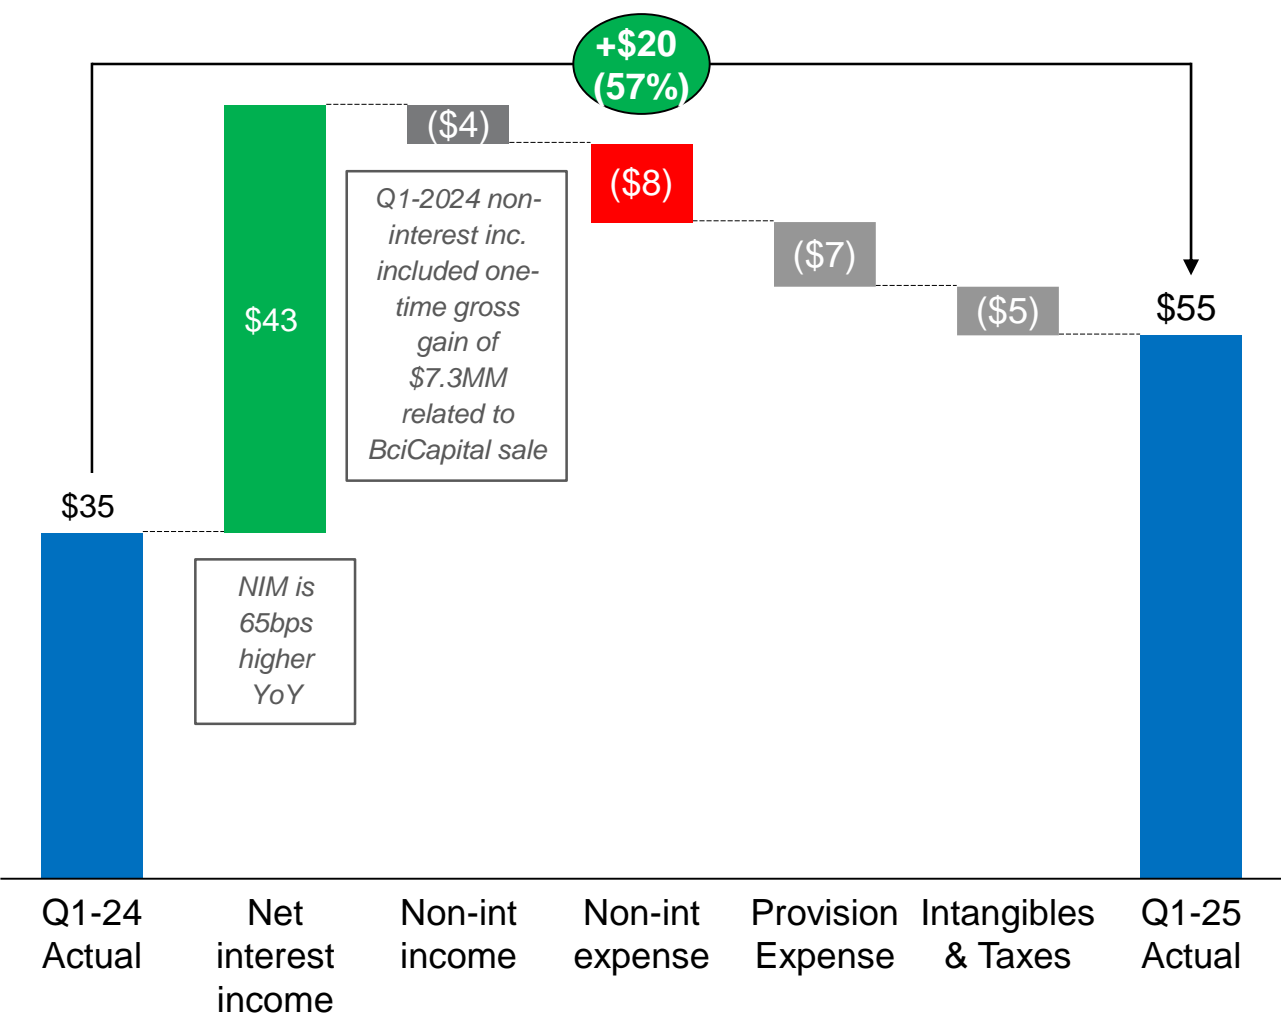 +$20
(57%)
($4)
Q1-2024 non-
interest inc.
included one-
time gross
gain of
$7.3MM
related to
BciCapital sale
($8)
($7)
($5)
$55
$43
$35
NIM is
65bps
higher
YoY
Q1-24
Actual
Net
interest
income
Non-int
income
Non-int
expense
Provision
Expense
Intangibles
& Taxes
Q1-25
Actual